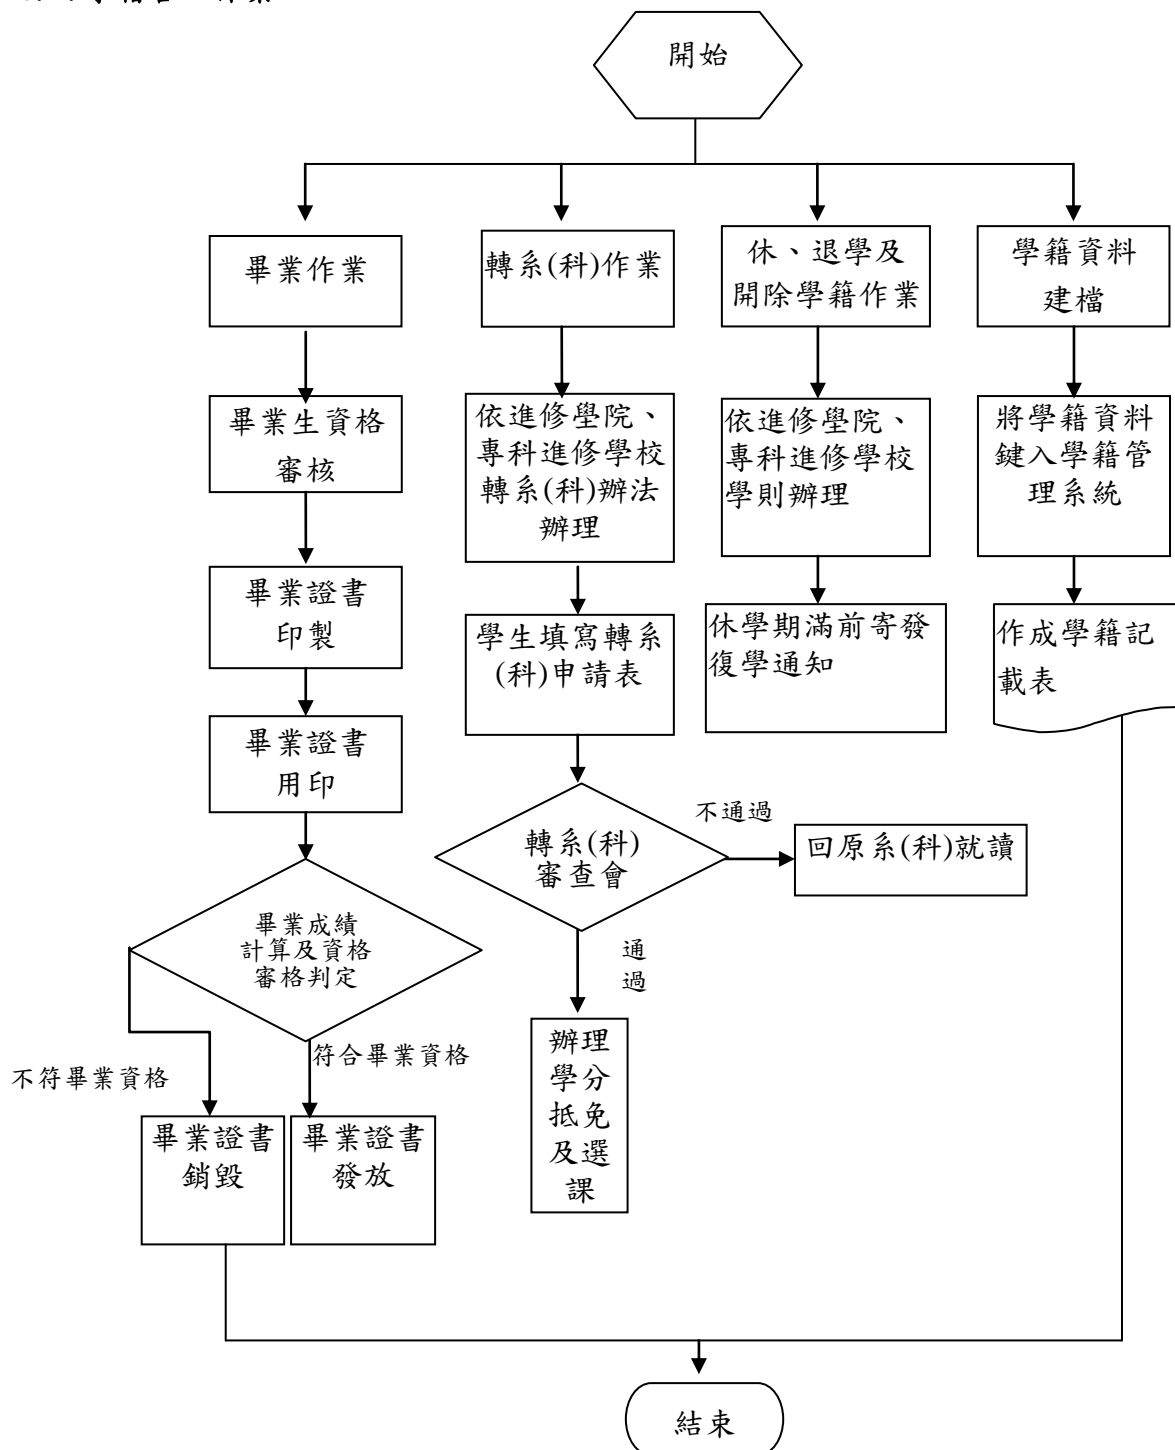 開始
畢業作業
轉系(科)作業
休、退學及
開除學籍作業
學籍資料
建檔
畢業生資格
審核
依進修學院、
專科進修學校
轉系(科)辦法
辦理
依進修學院、
專科進修學校
學則辦理
將學籍資料
鍵入學籍管
理系統
畢業證書
印製
學生填寫轉系
(科)申請表
休學期滿前寄發
復學通知
作成學籍記
載表
畢業證書
用印
轉系(科)
審查會
不通過
回原系(科)就讀
畢業成績
計算及資格
審格判定
通
過
不符畢業資格
符合畢業資格
辦理
學分
抵免
及選
課
畢業證書
銷毀
畢業證書
發放
結束